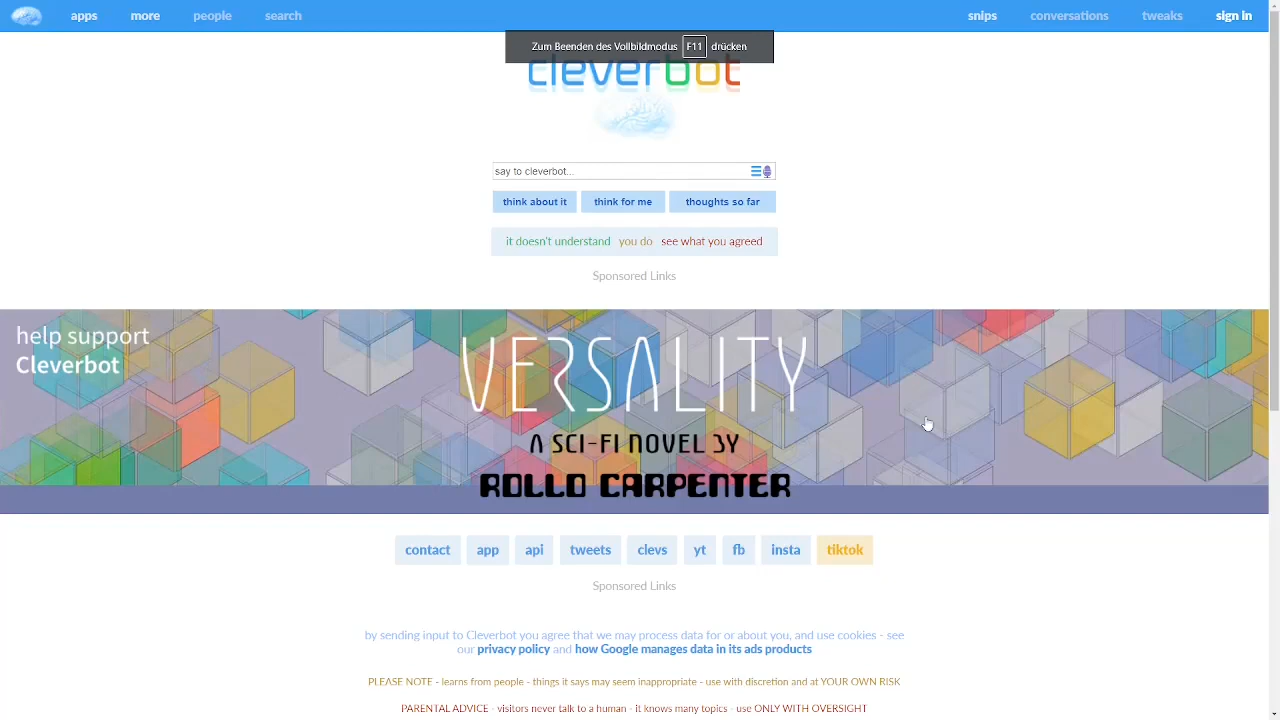 apps more people search snips conversations tweaks sign in
Zum Beenden des Vollbildmodus F11 drücken
cleverbot
say to cleverbot...
think about it think for me thoughts so far
it doesn't understand you do see what you agreed
Sponsored Links
help support
Cleverbot
VERSALITY
A SCI-FI NOVEL BY
ROLLO CARPENTER
contact app api tweets clevs yt fb insta tiktok
Sponsored Links
by sending input to Cleverbot you agree that we may process data for or about you, and use cookies - see
our privacy policy and how Google manages data in its ads products
PLEASE NOTE - learns from people - things it says may seem inappropriate - use with discretion and at YOUR OWN RISK
PARENTAL ADVICE - visitors never talk to a human - it knows many topics - use ONLY WITH OVERSIGHT